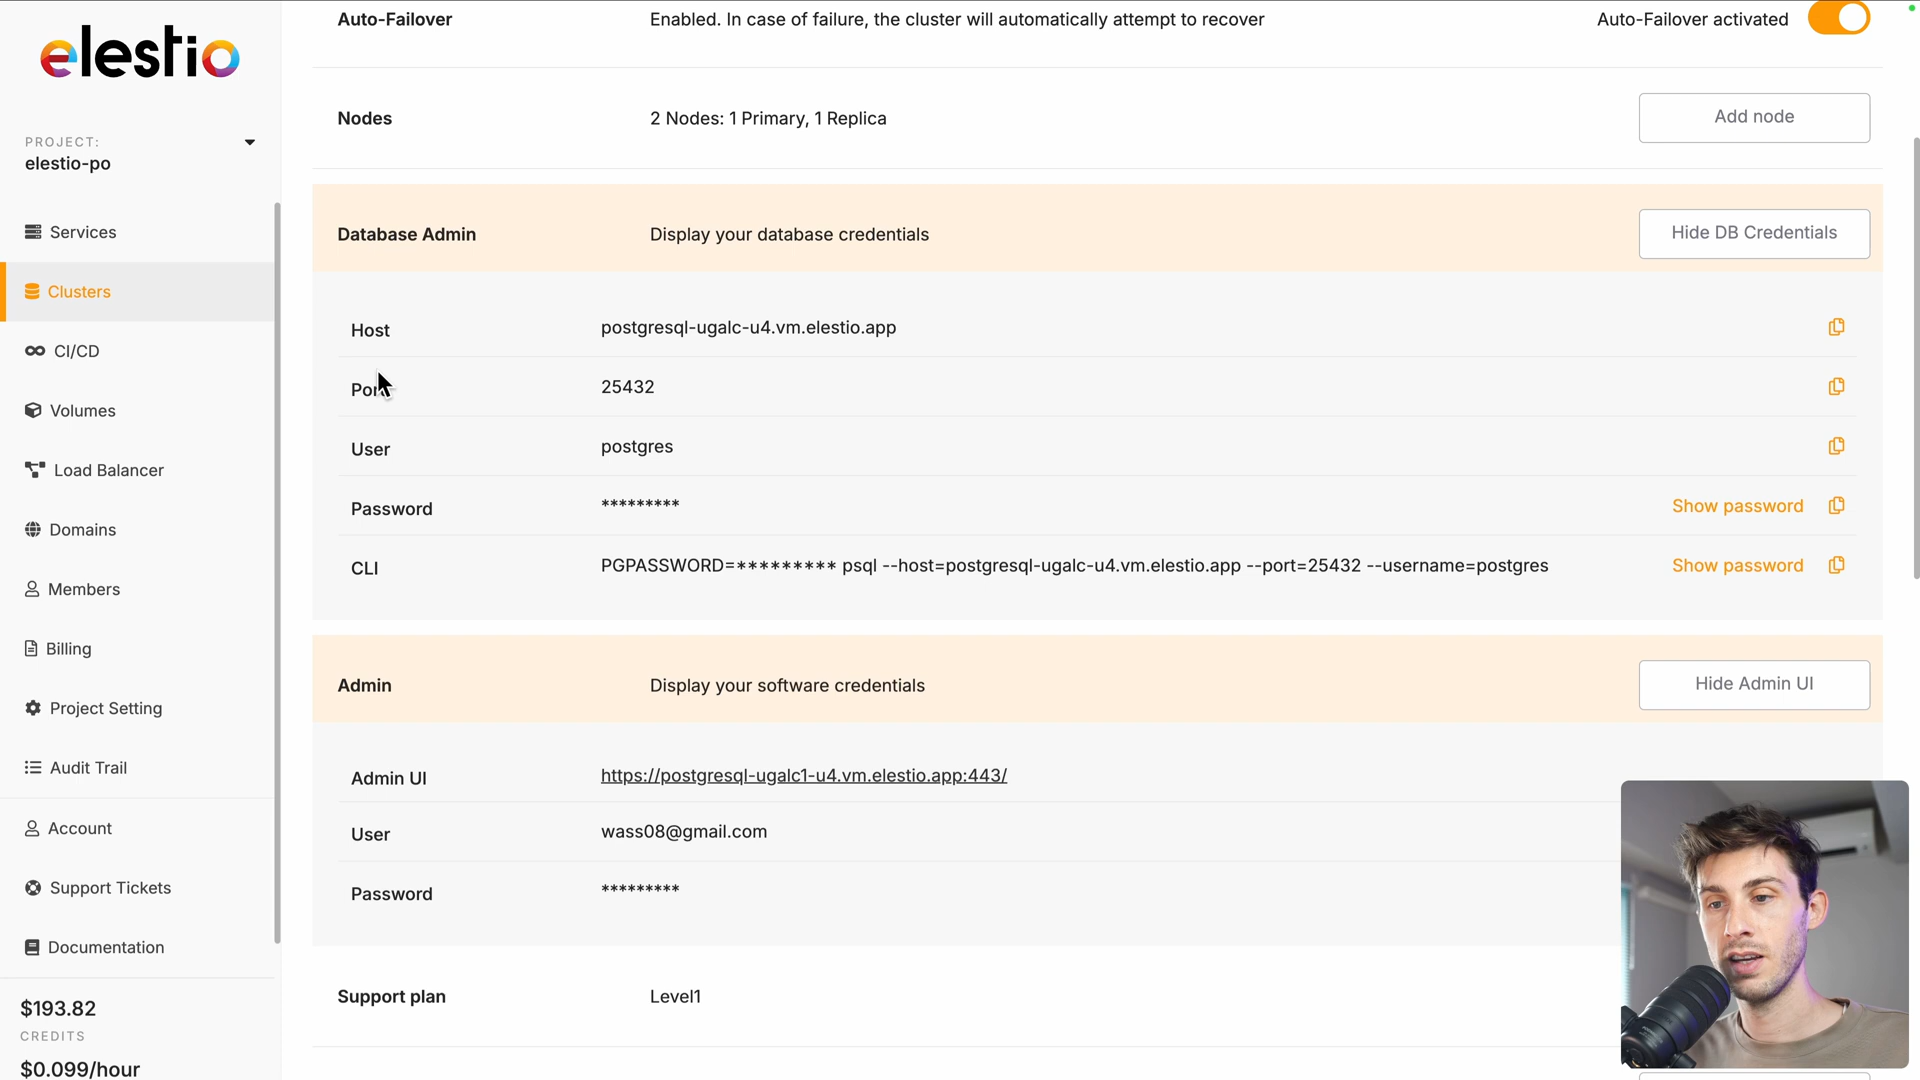 elestio
PROJECT:
elestio-po
Services
Clusters
CI/CD
Volumes
Load Balancer
Domains
Members
Billing
Project Setting
Audit Trail
Account
Support Tickets
Documentation
$193.82
CREDITS
$0.099/hour
Auto-Failover
Enabled. In case of failure, the cluster will automatically attempt to recover
Auto-Failover activated
Nodes
2 Nodes: 1 Primary, 1 Replica
Add node
Database Admin
Display your database credentials
Hide DB Credentials
Host
postgresql-ugalc-u4.vm.elestio.app
Port
25432
User
postgres
Password
*********
Show password
CLI
PGPASSWORD=********* psql --host=postgresql-ugalc-u4.vm.elestio.app --port=25432 --username=postgres
Show password
Admin
Display your software credentials
Hide Admin UI
Admin UI
https://postgresql-ugalc1-u4.vm.elestio.app:443/
User
wass08@gmail.com
Password
*********
Support plan
Level1